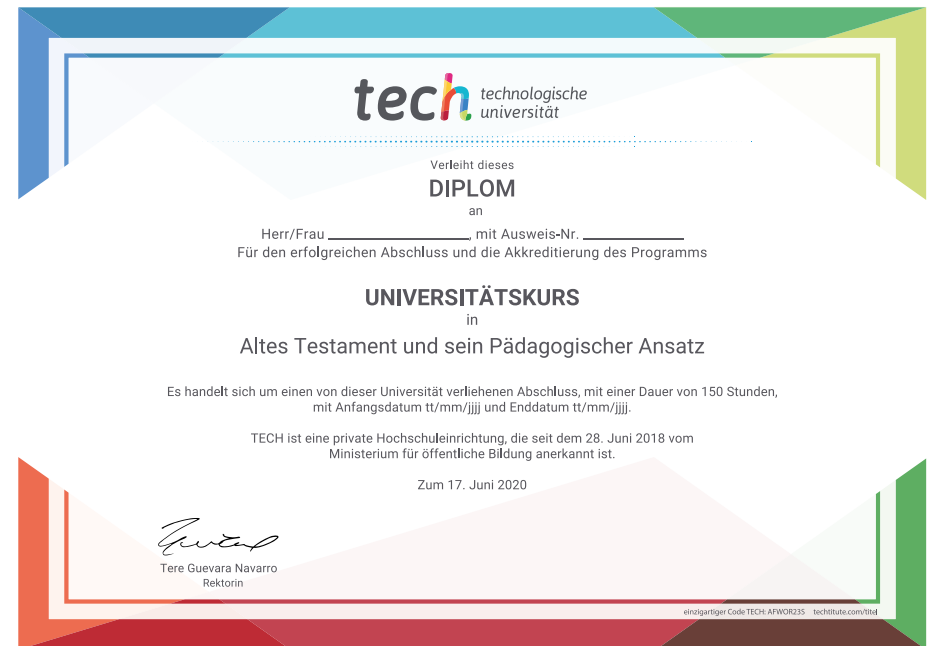 tech technologische
universität
Verleiht dieses
DIPLOM
an
Herr/Frau ____________________, mit Ausweis-Nr. ______________
Für den erfolgreichen Abschluss und die Akkreditierung des Programms
UNIVERSITÄTSKURS
in
Altes Testament und sein Pädagogischer Ansatz
Es handelt sich um einen von dieser Universität verliehenen Abschluss, mit einer Dauer von 150 Stunden,
mit Anfangsdatum tt/mm/jjjj und Enddatum tt/mm/jjjj.
TECH ist eine private Hochschuleinrichtung, die seit dem 28. Juni 2018 vom
Ministerium für öffentliche Bildung anerkannt ist.
Zum 17. Juni 2020
Tere Guevara Navarro
Rektorin
einzigartiger Code TECH: AFWOR23S techtitute.com/titel